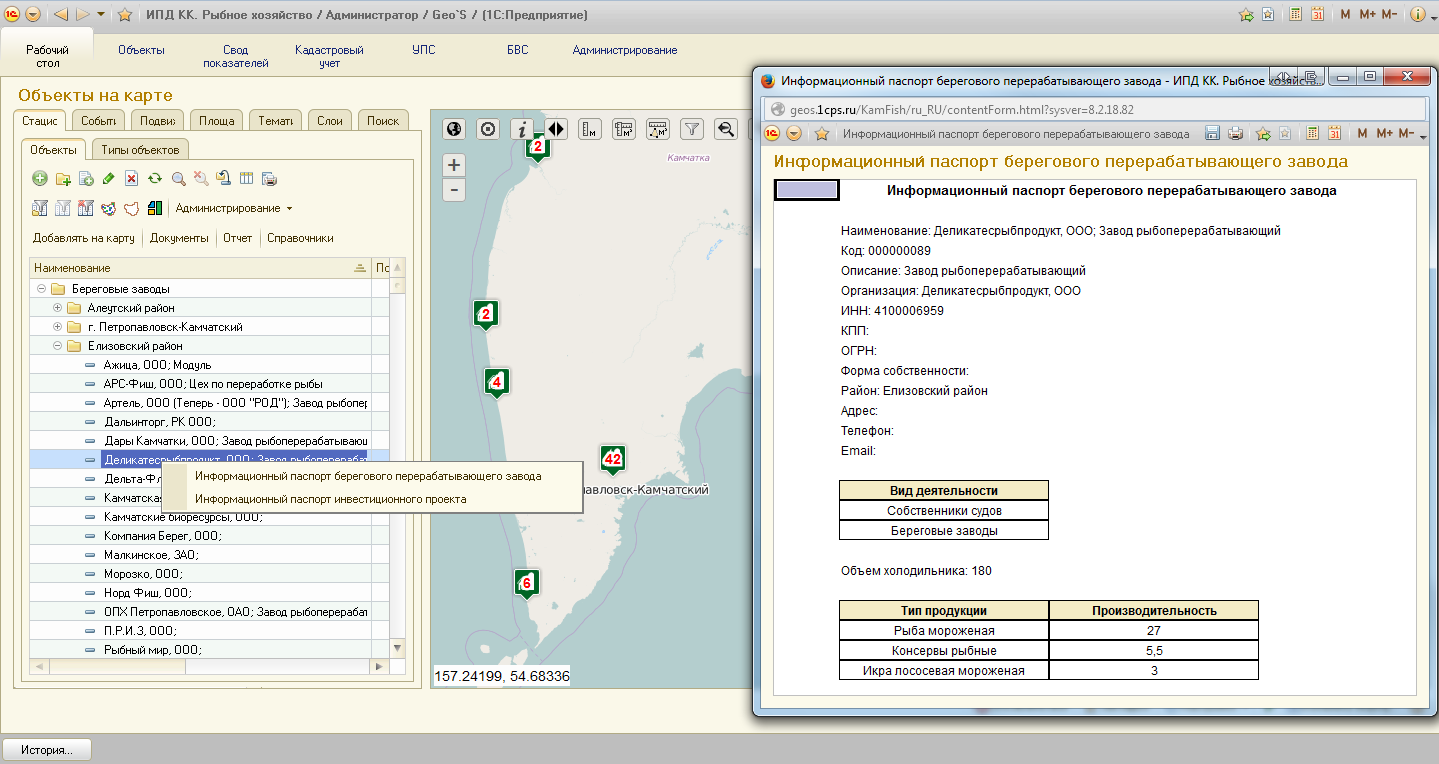 ИПД КК. Рыбное хозяйство / Администратор / Geo`S / (1С:Предприятие)
M M+ M-
Рабочий стол
Объекты
Свод показателей
Кадастровый учет
УПС
БВС
Администрирование
Объекты на карте
Стацис
Событи
Подвиз
Площа
Темати
Слои
Поиск
Объекты
Типы объектов
Администрирование
Добавлять на карту
Документы
Отчет
Справочники
Наименование
По
Береговые заводы
Алеутский район
г. Петропавловск-Камчатский
Елизовский район
Ажица, ООО; Модуль
АРС-Фиш, ООО; Цех по переработке рыбы
Артель, ООО (Теперь - ООО "РОД"); Завод рыбопер
Дальинторг, РК ООО;
Дары Камчатки, ООО; Завод рыбоперерабатывающ
Деликатесрыбпродукт, ООО; Завод рыбоперерабат
Дельта-Фл
Камчатска
Камчатские биоресурсы, ООО;
Компания Берег, ООО;
Малкинское, ЗАО;
Морозко, ООО;
Норд Фиш, ООО;
ОПХ Петропавловское, ОАО; Завод рыбоперерабат
П.Р.И.З, ООО;
Рыбный мир, ООО;
Информационный паспорт берегового перерабатывающего завода
Информационный паспорт инвестиционного проекта
+
-
2
Камчатка
2
4
42
павловск-Камчатский
6
157.24199, 54.68336
Информационный паспорт берегового перерабатывающего завода - ИПД КК. Рыбное хозяйс...
geos.1cps.ru/KamFish/ru_RU/contentForm.html?sysver=8.2.18.82
Информационный паспорт берегового перерабатывающего завода
M M+ M-
Информационный паспорт берегового перерабатывающего завода
Информационный паспорт берегового перерабатывающего завода
Наименование: Деликатесрыбпродукт, ООО; Завод рыбоперерабатывающий
Код: 000000089
Описание: Завод рыбоперерабатывающий
Организация: Деликатесрыбпродукт, ООО
ИНН: 4100006959
КПП:
ОГРН:
Форма собственности:
Район: Елизовский район
Адрес:
Телефон:
Email:
Вид деятельности
Собственники судов
Береговые заводы
Объем холодильника: 180
Тип продукции Производительность
Рыба мороженая 27
Консервы рыбные 5,5
Икра лососевая мороженая 3
История...